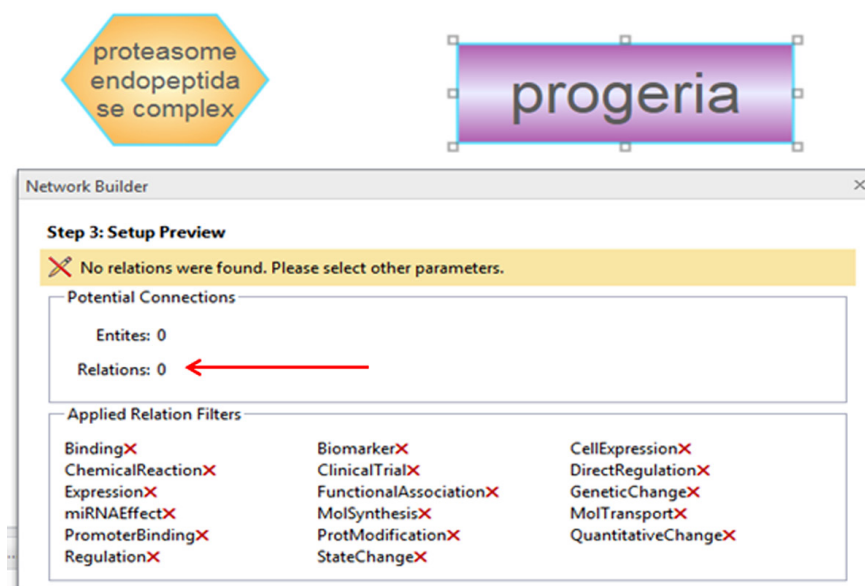 proteasome
endopeptida
se complex
progeria
Network Builder
Step 3: Setup Preview
No relations were found. Please select other parameters.
Potential Connections
Entites: 0
Relations: 0
Applied Relation Filters
Binding Biomarker CellExpression
ChemicalReaction ClinicalTrial DirectRegulation
Expression FunctionalAssociation GeneticChange
miRNAEffect MolSynthesis MolTransport
PromoterBinding ProtModification QuantitativeChange
Regulation StateChange